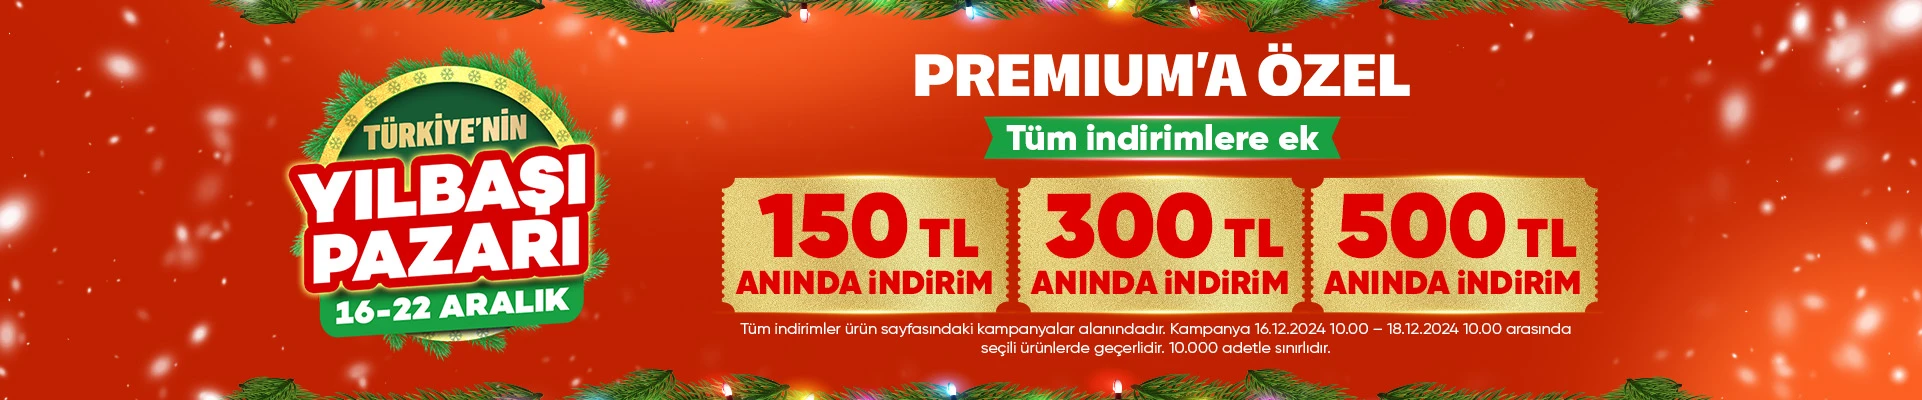 TÜRKİYE'NİN
YILBAŞI
PAZARI
16-22 ARALIK
PREMIUM'A ÖZEL
Tüm indirimlere ek
150 TL
ANINDA İNDİRİM
300 TL
ANINDA İNDİRİM
500 TL
ANINDA İNDİRİM
Tüm indirimler ürün sayfasındaki kampanyalar alanındadır. Kampanya 16.12.2024 10.00 – 18.12.2024 10.00 arasında
seçili ürünlerde geçerlidir. 10.000 adetle sınırlıdır.